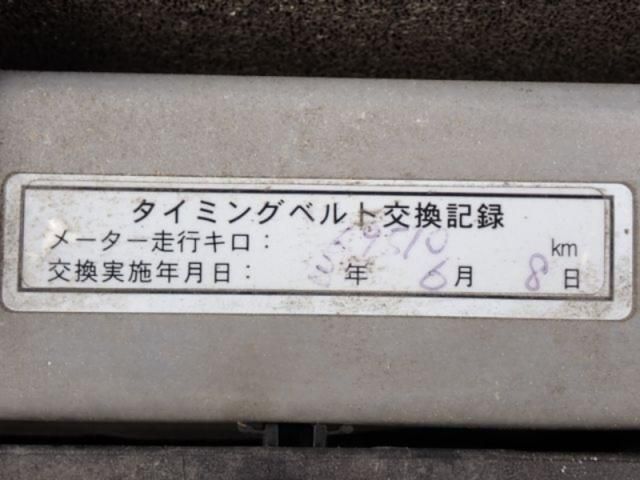 タイミングベルト交換記録
メーター走行キロ： km
交換実施年月日： 年 6月 8日